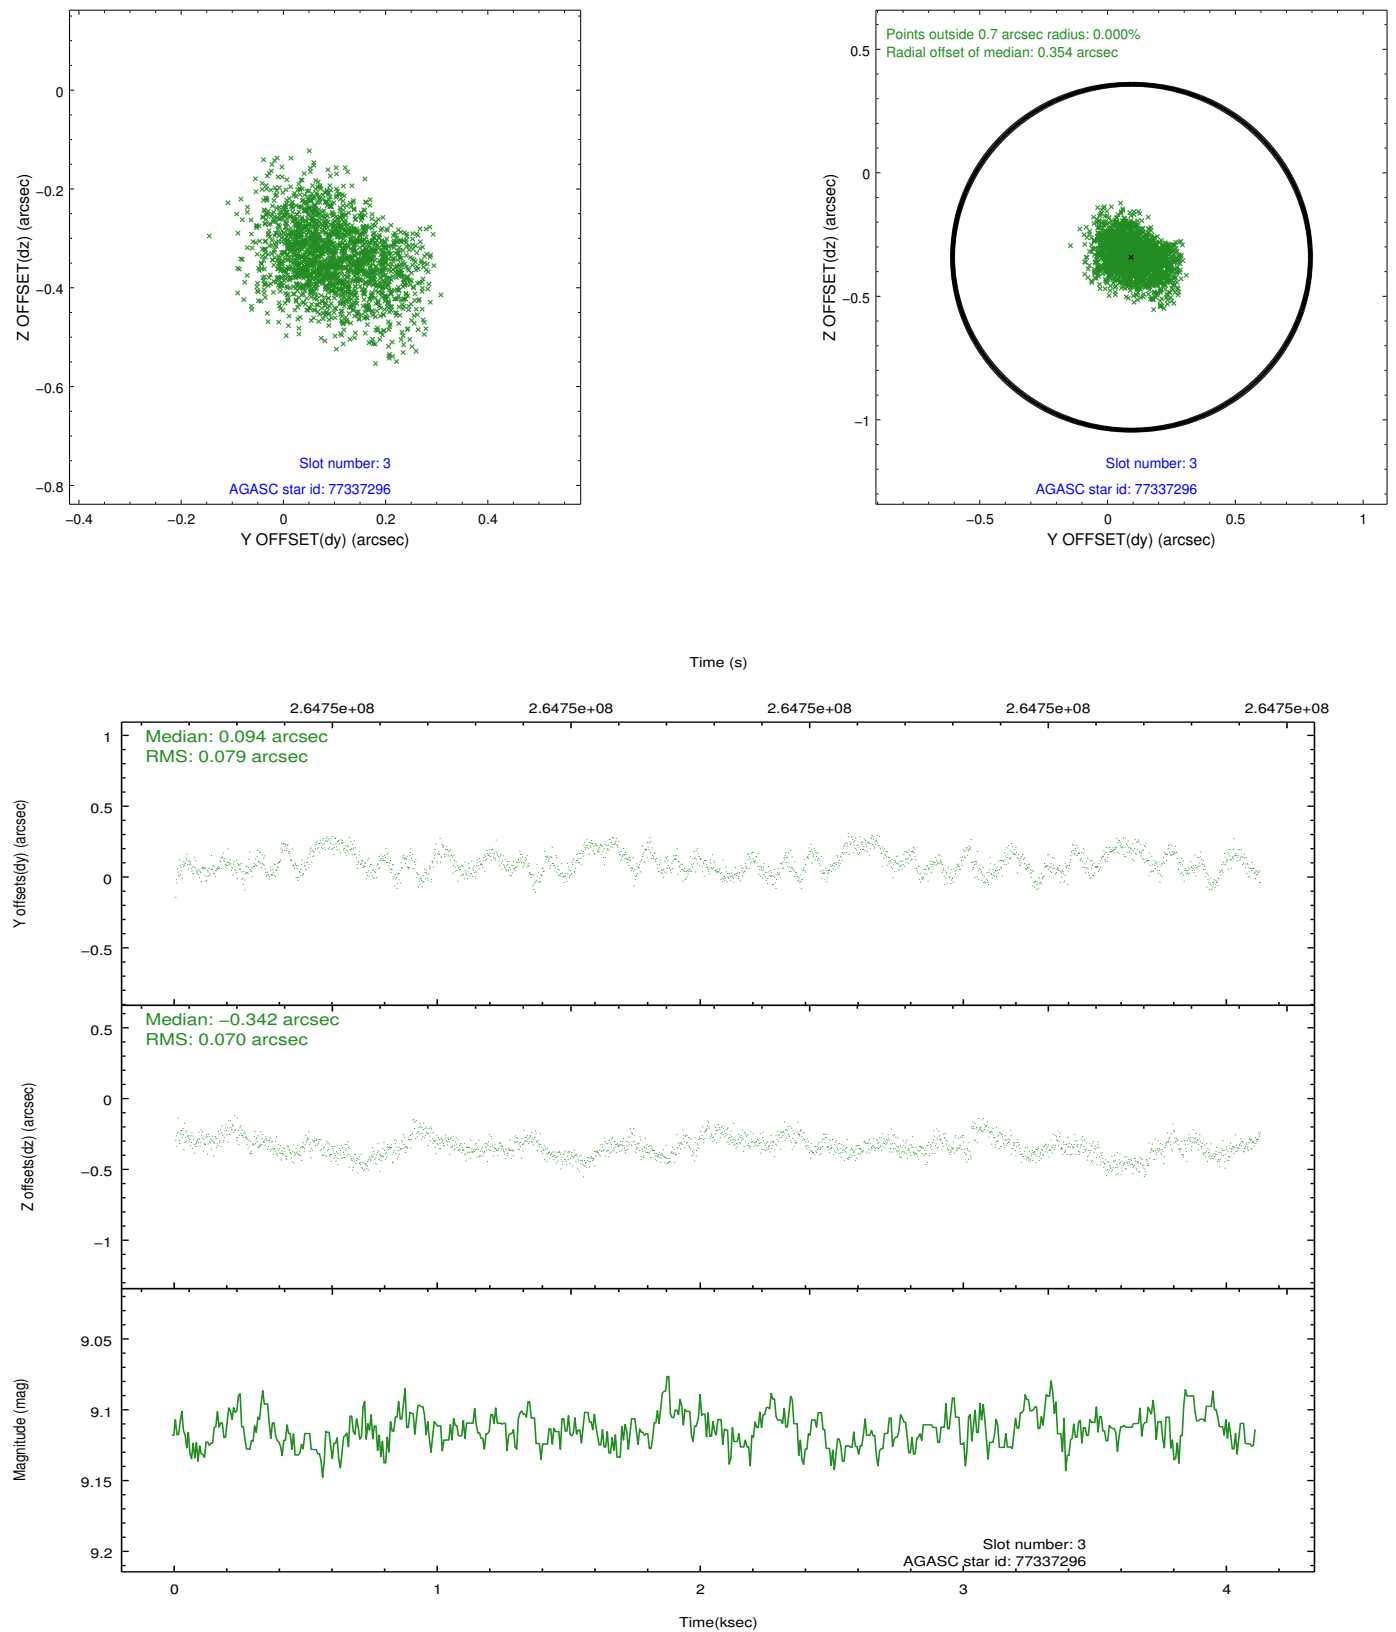 0
−0.2
−0.4
−0.6
−0.8
Z OFFSET(dz) (arcsec)
Slot number: 3
AGASC star id: 77337296
−0.4
−0.2
0
0.2
0.4
Y OFFSET(dy) (arcsec)
Points outside 0.7 arcsec radius: 0.000%
Radial offset of median: 0.354 arcsec
0.5
0
−0.5
−1
Z OFFSET(dz) (arcsec)
Slot number: 3
AGASC star id: 77337296
−0.5
0
0.5
1
Y OFFSET(dy) (arcsec)
Time (s)
2.6475e+08
2.6475e+08
2.6475e+08
2.6475e+08
2.6475e+08
Median: 0.094 arcsec
RMS: 0.079 arcsec
1
0.5
0
−0.5
Y offsets(dy) (arcsec)
Median: −0.342 arcsec
RMS: 0.070 arcsec
0.5
0
−0.5
−1
Z offsets(dz) (arcsec)
9.05
9.1
9.15
9.2
Magnitude (mag)
Slot number: 3
AGASC star id: 77337296
0
1
2
3
4
Time(ksec)